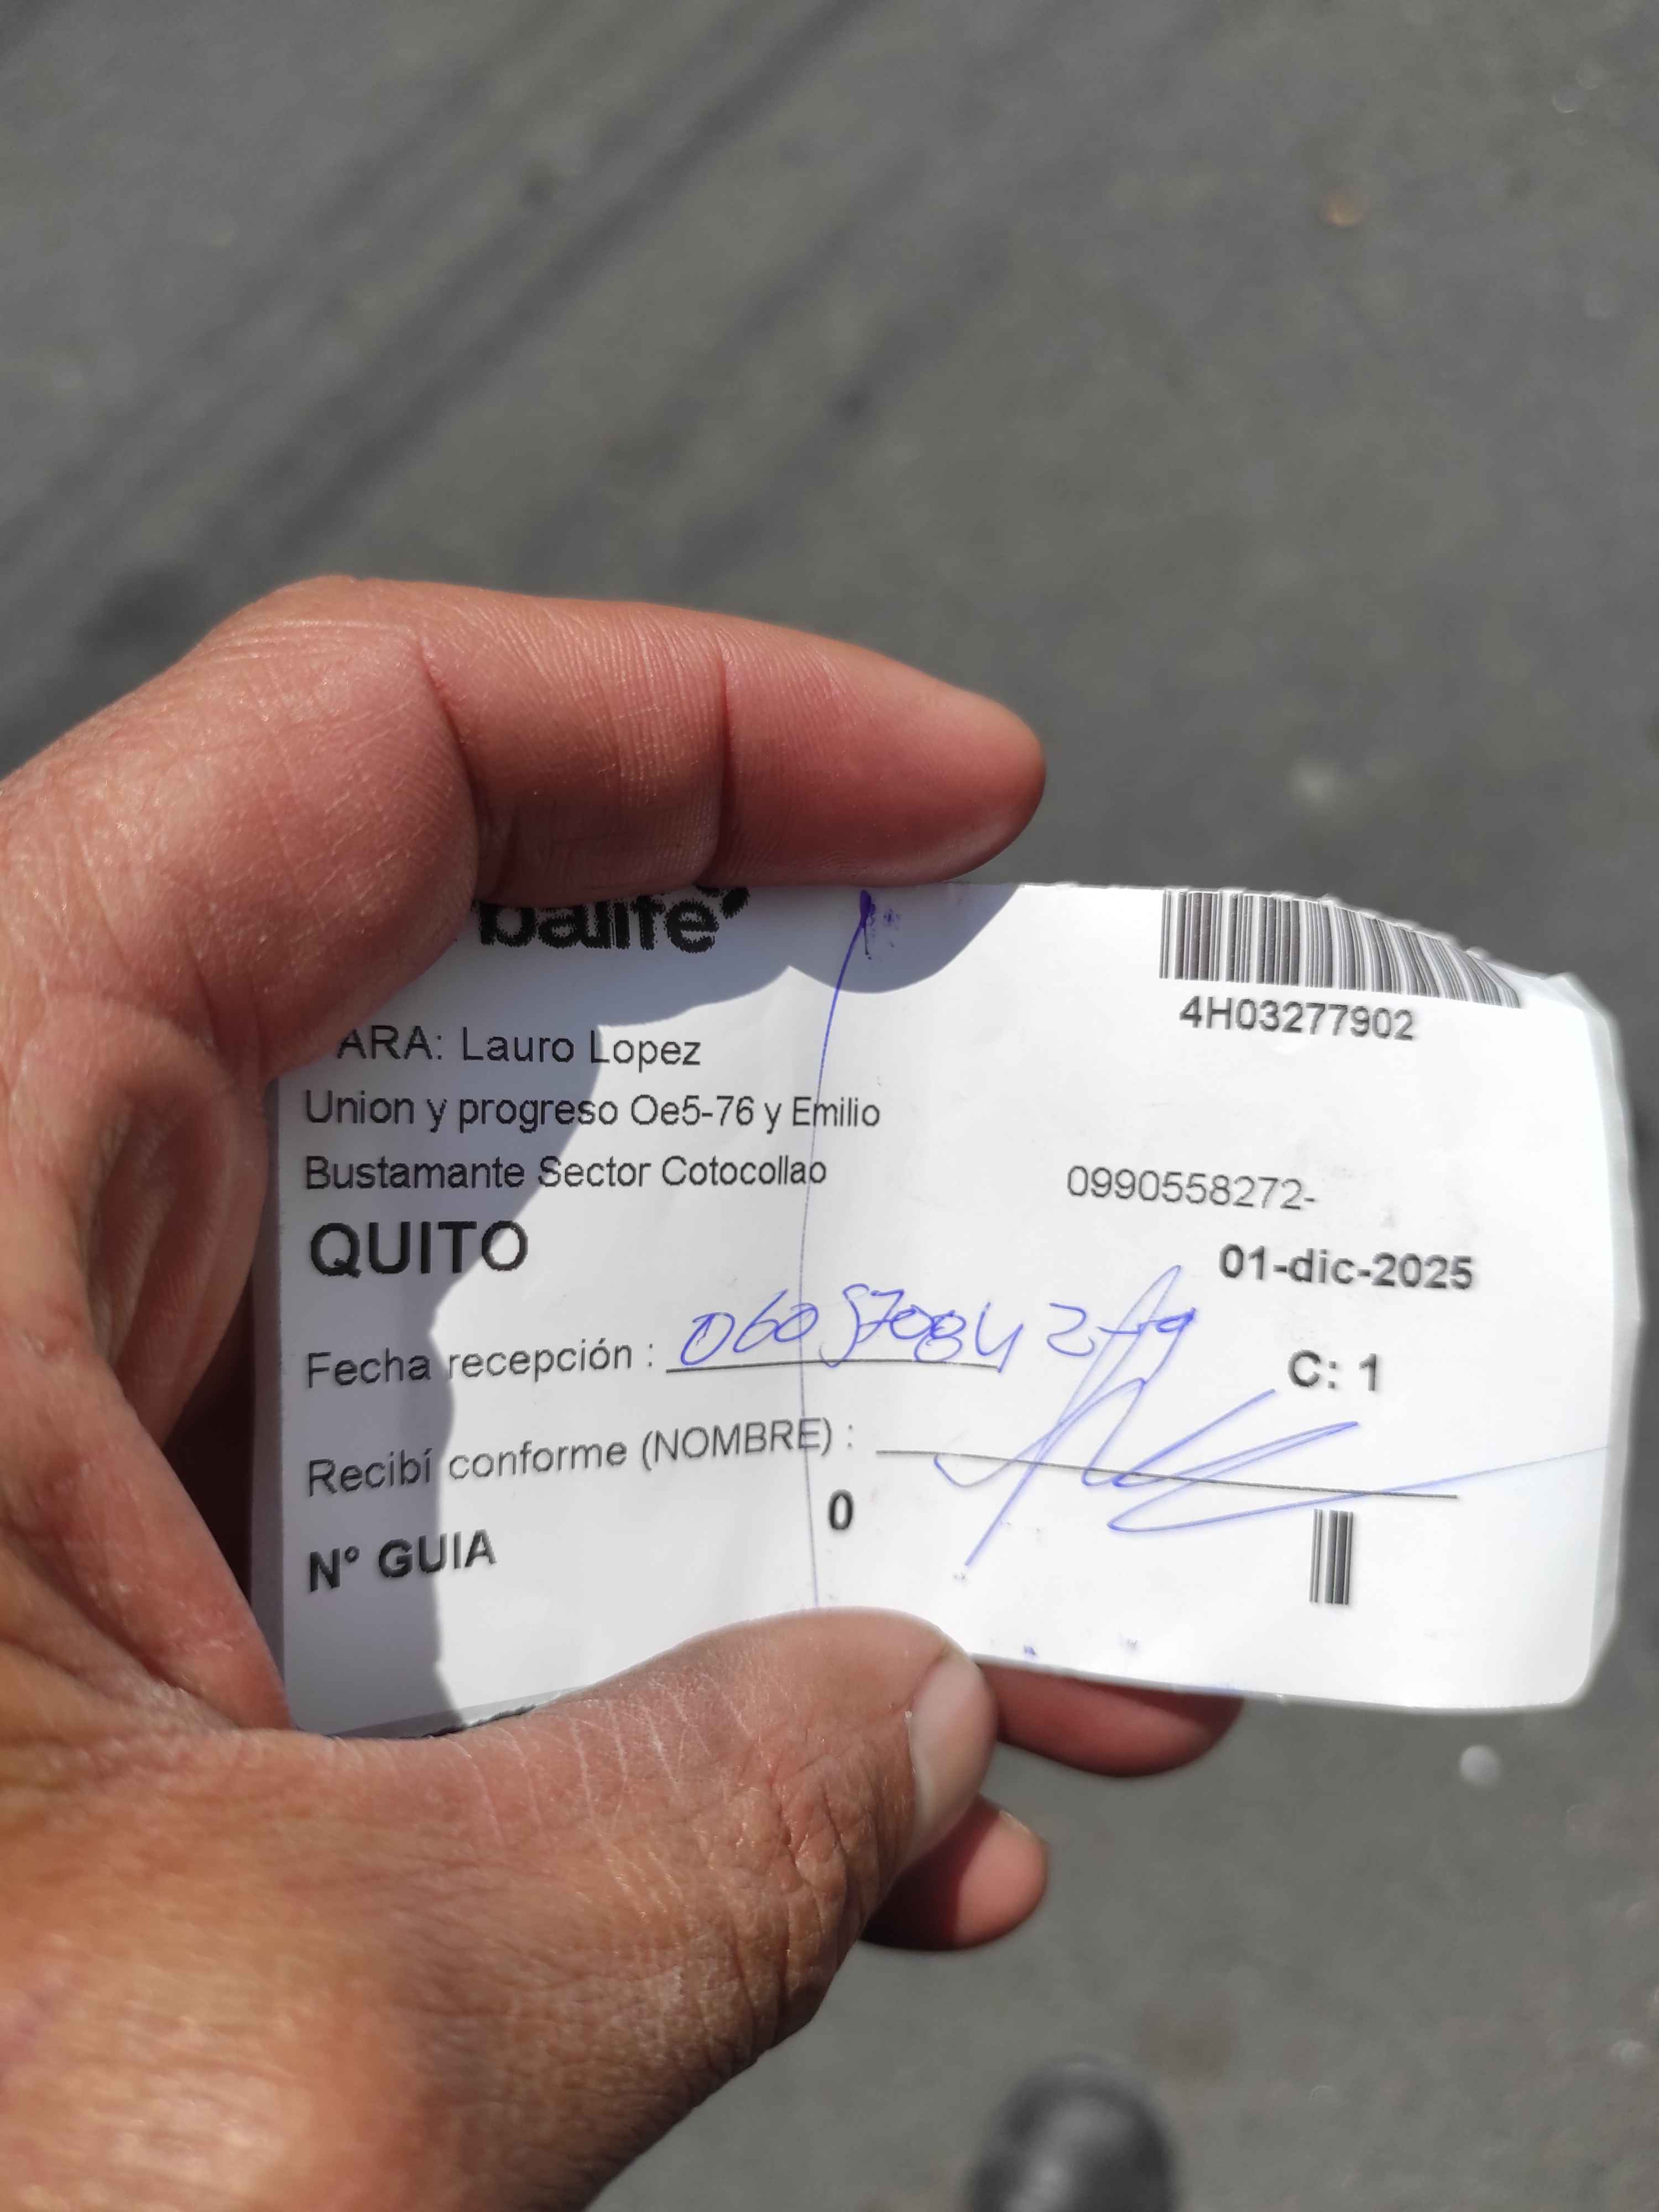 balife
4H03277902
ARA: Lauro Lopez
Union y progreso Oe5-76 y Emilio
Bustamante Sector Cotocollao
0990558272-
QUITO
01-dic-2025
Fecha recepción :
C: 1
Recibí conforme (NOMBRE) :
N° GUIA 0